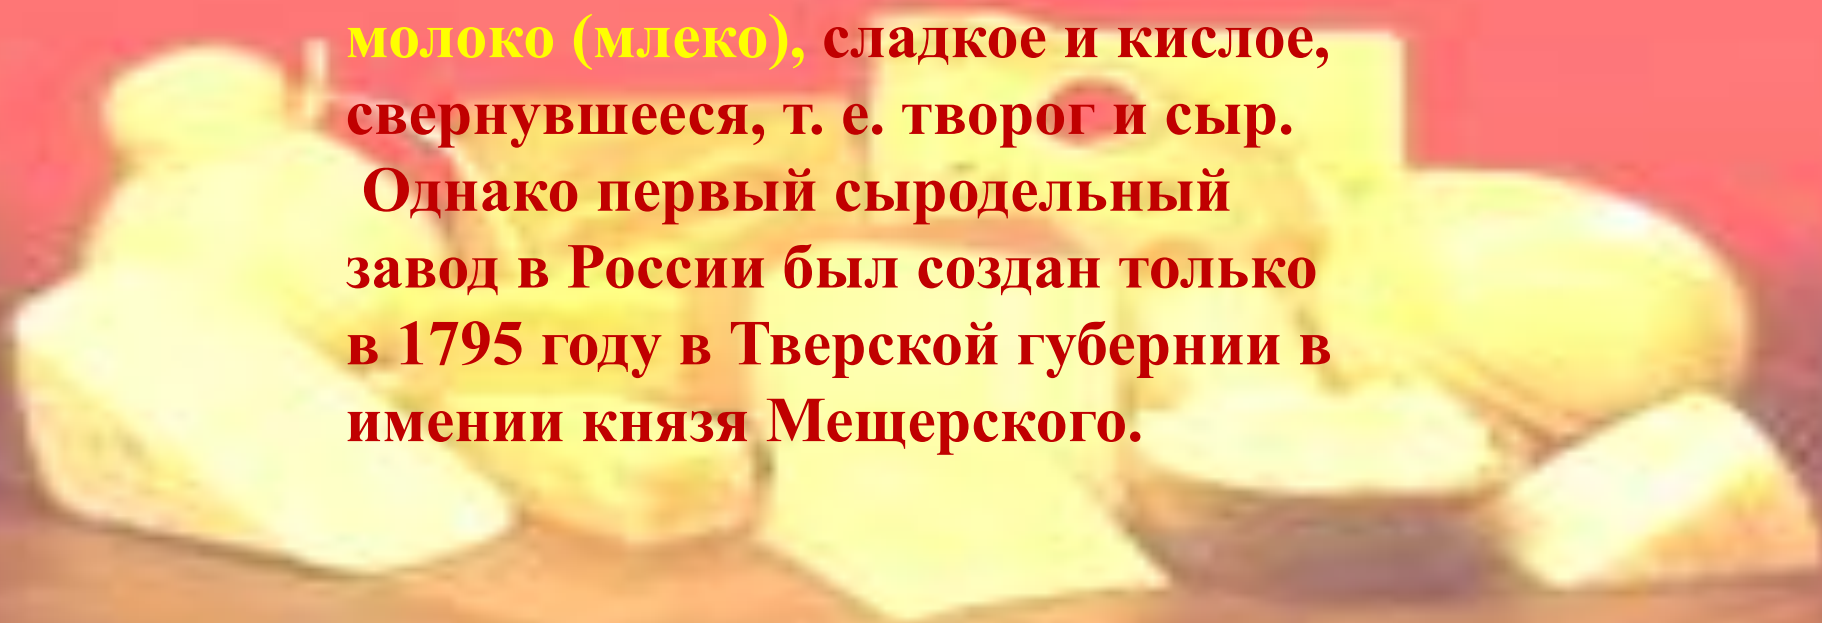 молоко (млеко), сладкое и кислое,
свернувшееся, т. е. творог и сыр.
Однако первый сыродельный
завод в России был создан только
в 1795 году в Тверской губернии в
имении князя Мещерского.